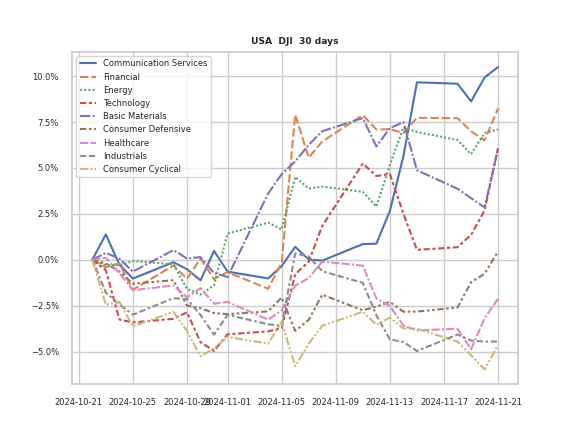 USA DJI 30 days
Communication Services
Financial
Energy
Technology
Basic Materials
Consumer Defensive
Healthcare
Industrials
Consumer Cyclical
10.0%
7.5%
5.0%
2.5%
0.0%
−2.5%
−5.0%
2024-10-21 2024-10-25 2024-10-29 2024-11-01 2024-11-05 2024-11-09 2024-11-13 2024-11-17 2024-11-21